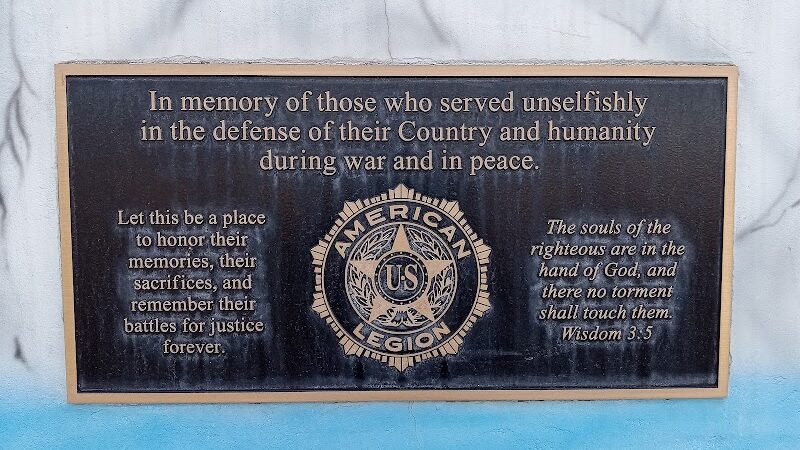 In memory of those who served unselfishly
in the defense of their Country and humanity
during war and in peace.
Let this be a place
to honor their
memories, their
sacrifices, and
remember their
battles for justice
forever.
AMERICAN
U·S
LEGION
The souls of the
righteous are in the
hand of God, and
there no torment
shall touch them.
Wisdom 3:5